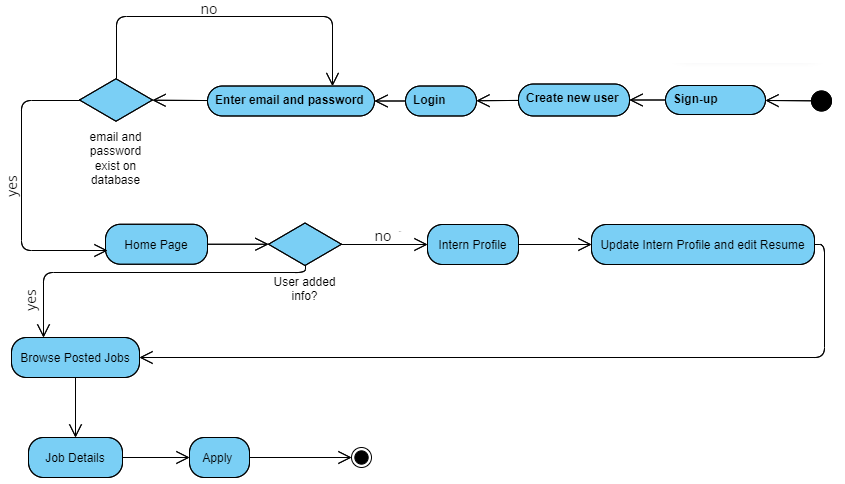 no
Enter email and password
Login
Create new user
Sign-up
email and
password
exist on
database
yes
Home Page
no
Intern Profile
Update Intern Profile and edit Resume
User added
info?
yes
Browse Posted Jobs
Job Details
Apply